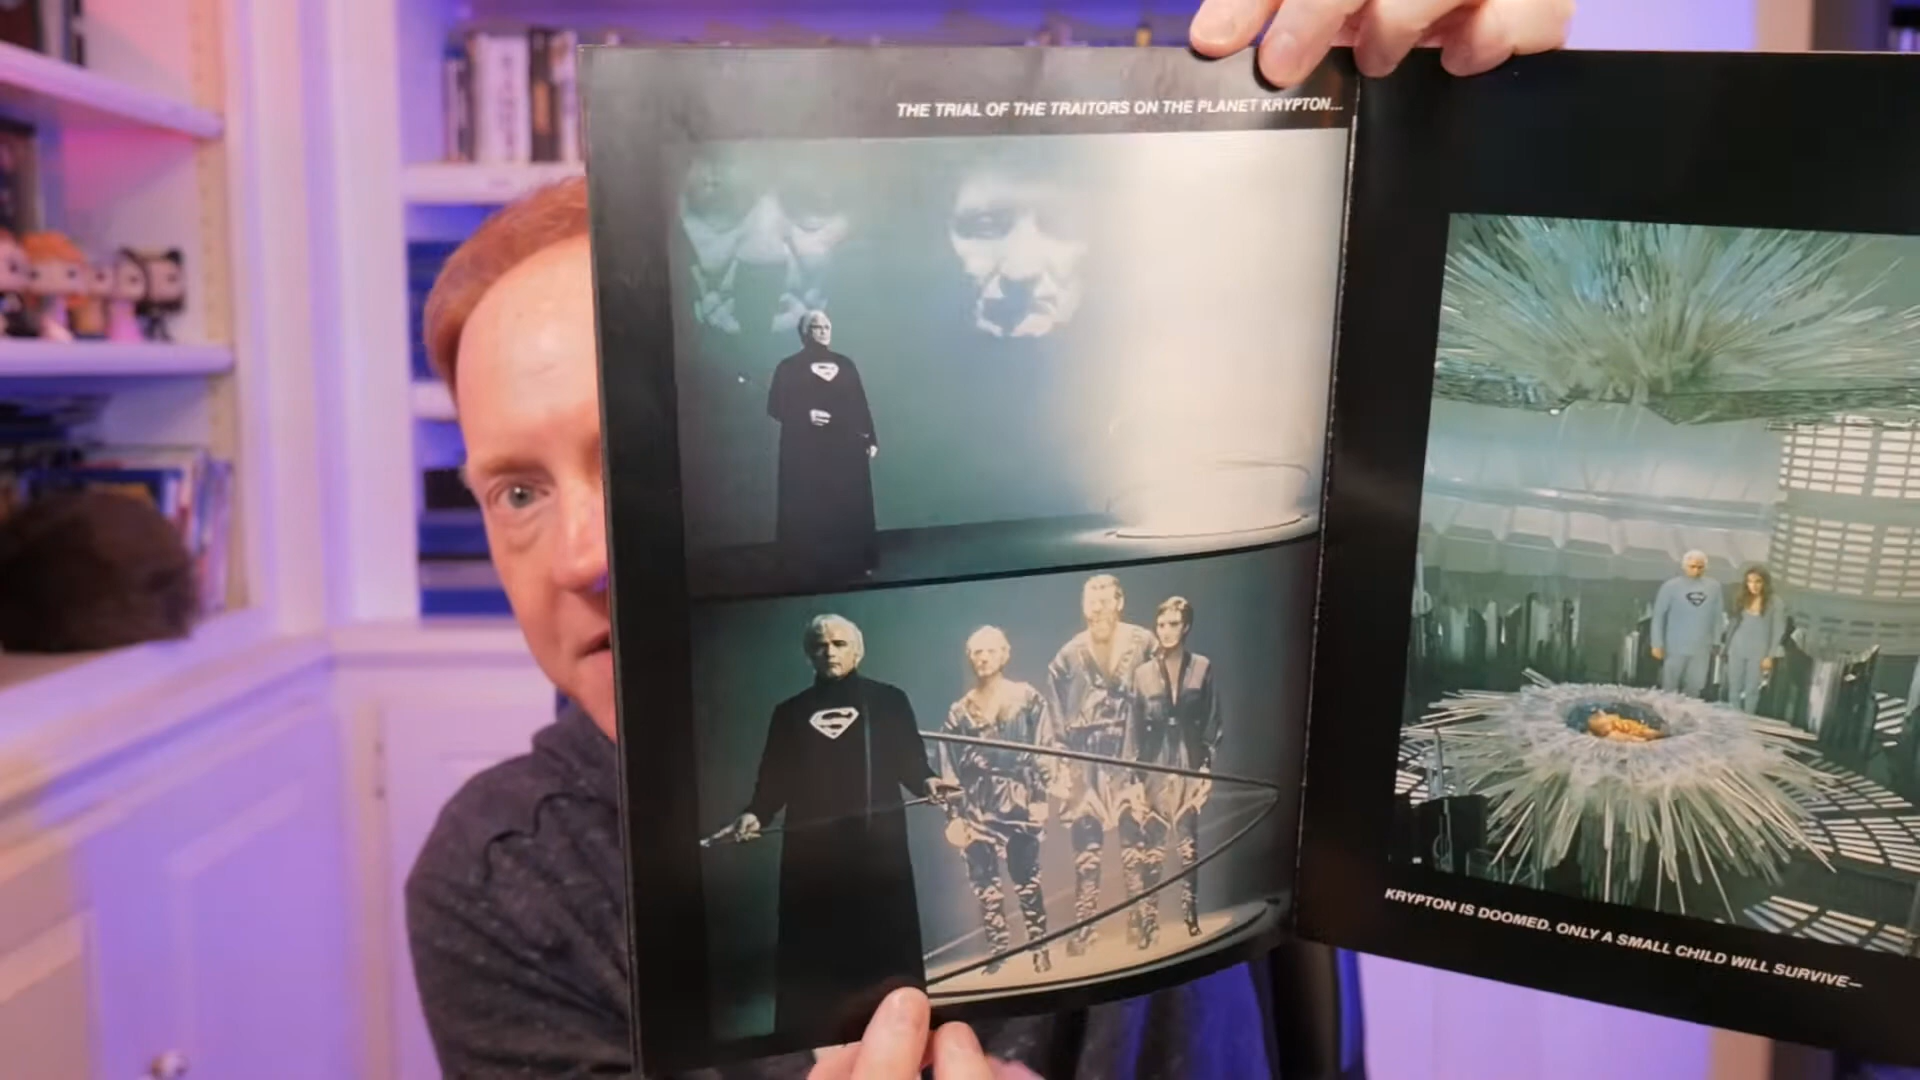 THE TRIAL OF THE TRAITORS ON THE PLANET KRYPTON...
KRYPTON IS DOOMED. ONLY A SMALL CHILD WILL SURVIVE—